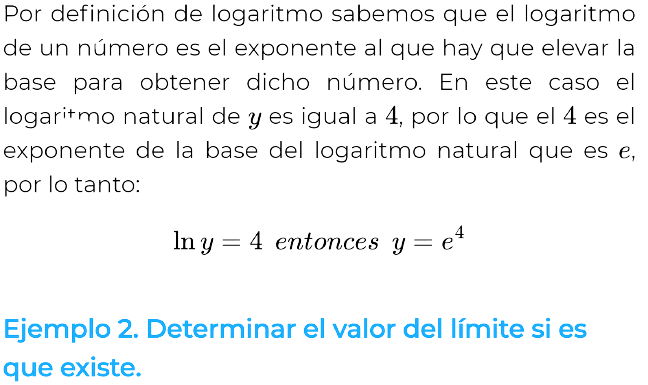 Por definición de logaritmo sabemos que el logaritmo
de un número es el exponente al que hay que elevar la
base para obtener dicho número. En este caso el
logaritmo natural de y es igual a 4, por lo que el 4 es el
exponente de la base del logaritmo natural que es e,
por lo tanto:
ln y = 4 entonces y = e⁴
Ejemplo 2. Determinar el valor del límite si es
que existe.